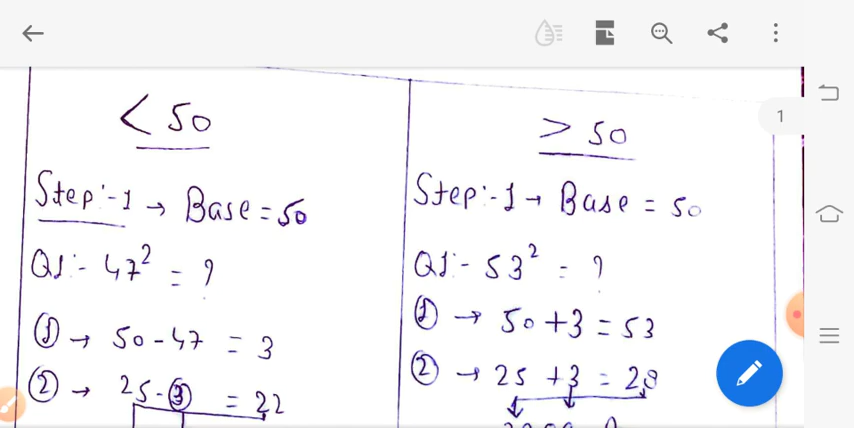 1
< 50
Step:-1 → Base = 50
Q1:- 47² = ?
① → 50-47 = 3
② → 25-③ = 22
> 50
Step:-1 → Base = 50
Q1:- 53² = ?
① → 50+3 = 53
② → 25 +3 = 28